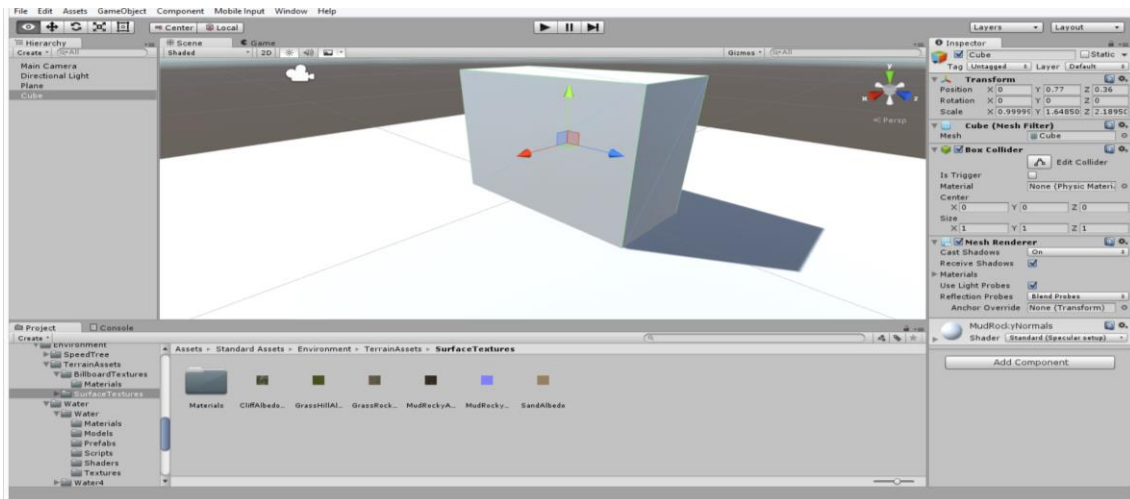 File Edit Assets GameObject Component Mobile Input Window Help
Center Local
Layers Layout
Hierarchy
Create All
Main Camera
Directional Light
Plane
Cube
Scene Game
Shaded 2D Gizmos All
y
x z
Persp
Inspector
Cube Static
Tag Untagged Layer Default
Transform
Position X 0 Y 0.77 Z 0.36
Rotation X 0 Y 0 Z 0
Scale X 0.9999 Y 1.64850 Z 2.1895
Cube (Mesh Filter)
Mesh Cube
Box Collider
Edit Collider
Is Trigger
Material None (Physic Materi
Center
X 0 Y 0 Z 0
Size
X 1 Y 1 Z 1
Mesh Renderer
Cast Shadows On
Receive Shadows
Materials
Use Light Probes
Reflection Probes Blend Probes
Anchor Override None (Transform)
MudRockyNormals
Shader Standard (Specular setup)
Add Component
Project Console
Create
Environment
SpeedTree
TerrainAssets
BillboardTextures
Materials
SurfaceTextures
Water
Water
Materials
Models
Prefabs
Scripts
Shaders
Textures
Water4
Assets Standard Assets Environment TerrainAssets SurfaceTextures
Materials CliffAlbedo... GrassHillAl... GrassRock... MudRockyA... MudRocky... SandAlbedo